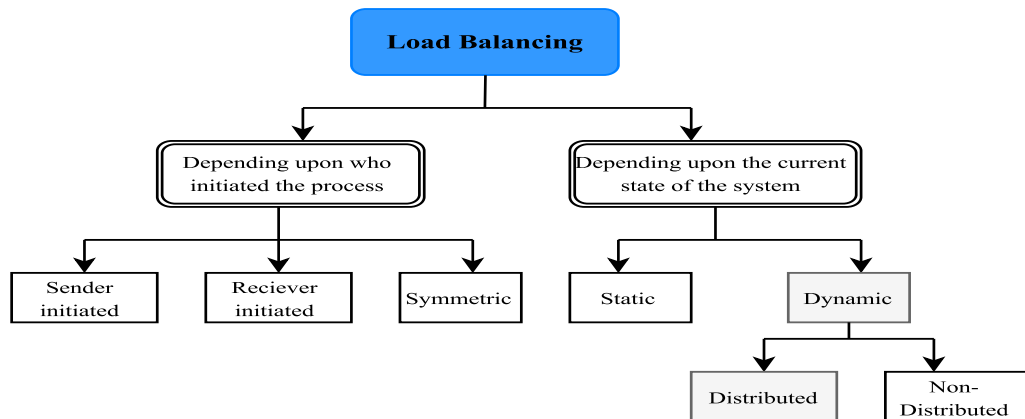 Load Balancing
Depending upon who
initiated the process
Depending upon the current
state of the system
Sender
initiated
Reciever
initiated
Symmetric
Static
Dynamic
Distributed
Non-
Distributed